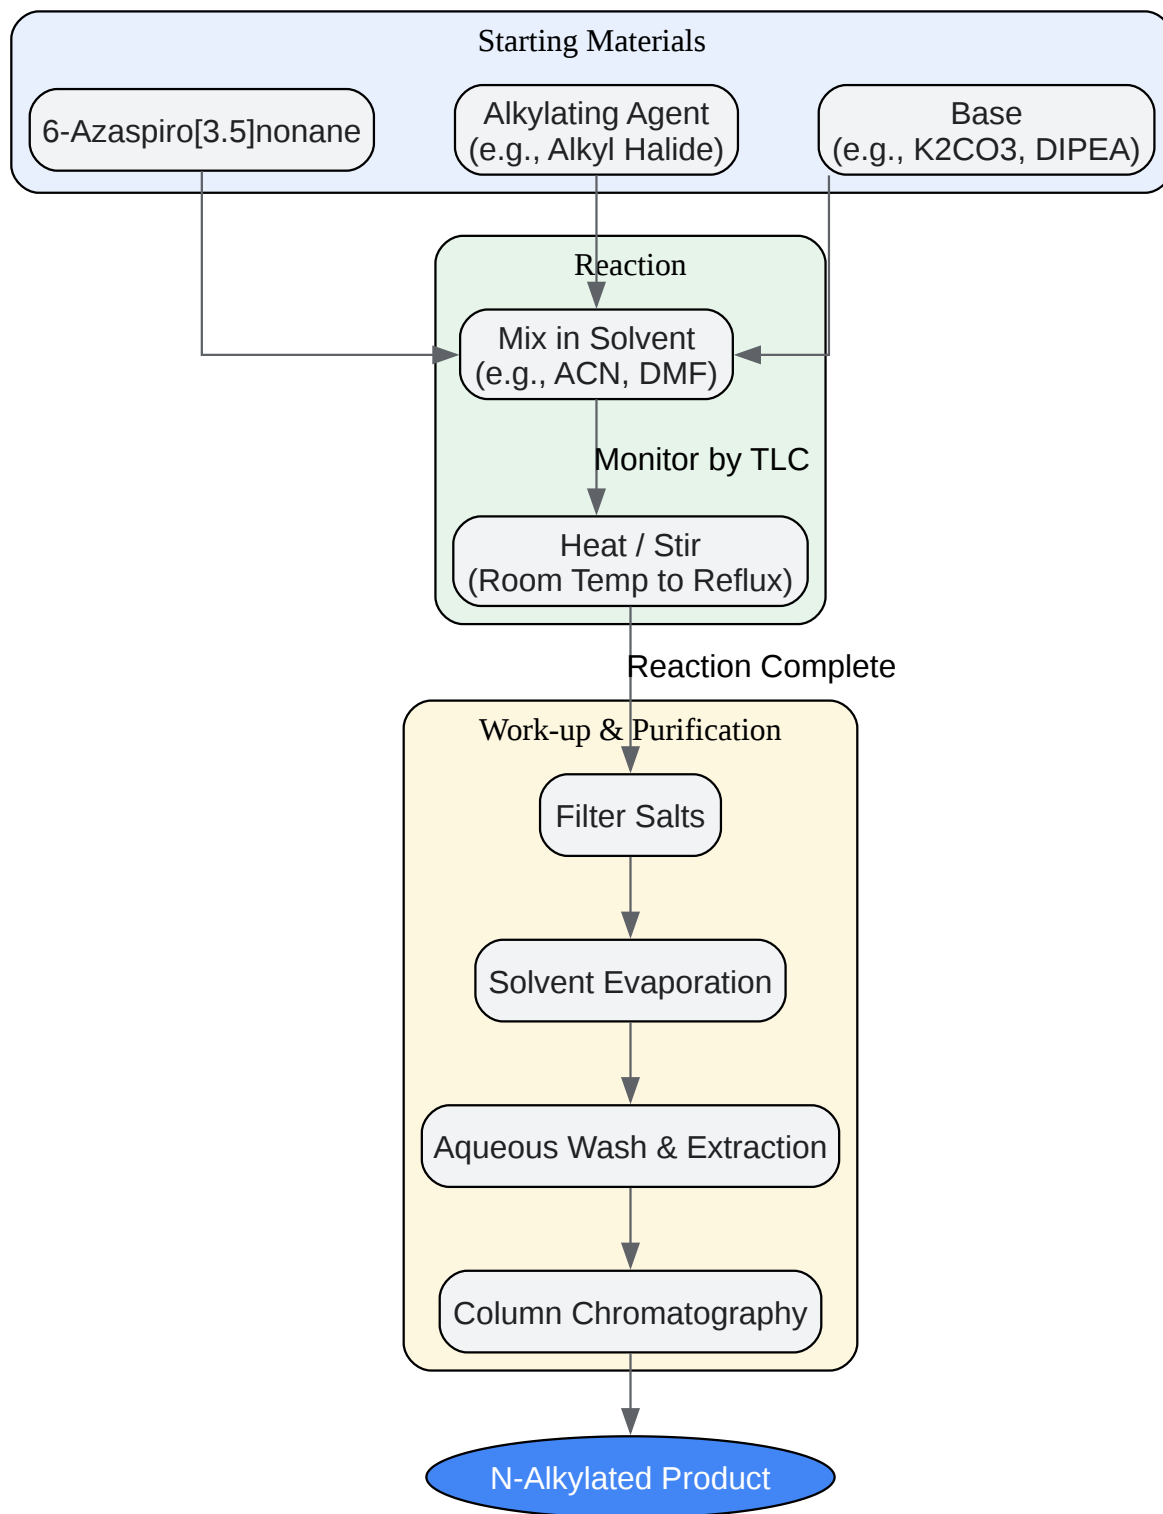 Starting Materials
6-Azaspiro[3.5]nonane
Alkylating Agent
(e.g., Alkyl Halide)
Base
(e.g., K2CO3, DIPEA)
Reaction
Mix in Solvent
(e.g., ACN, DMF)
Monitor by TLC
Heat / Stir
(Room Temp to Reflux)
Reaction Complete
Work-up & Purification
Filter Salts
Solvent Evaporation
Aqueous Wash & Extraction
Column Chromatography
N-Alkylated Product